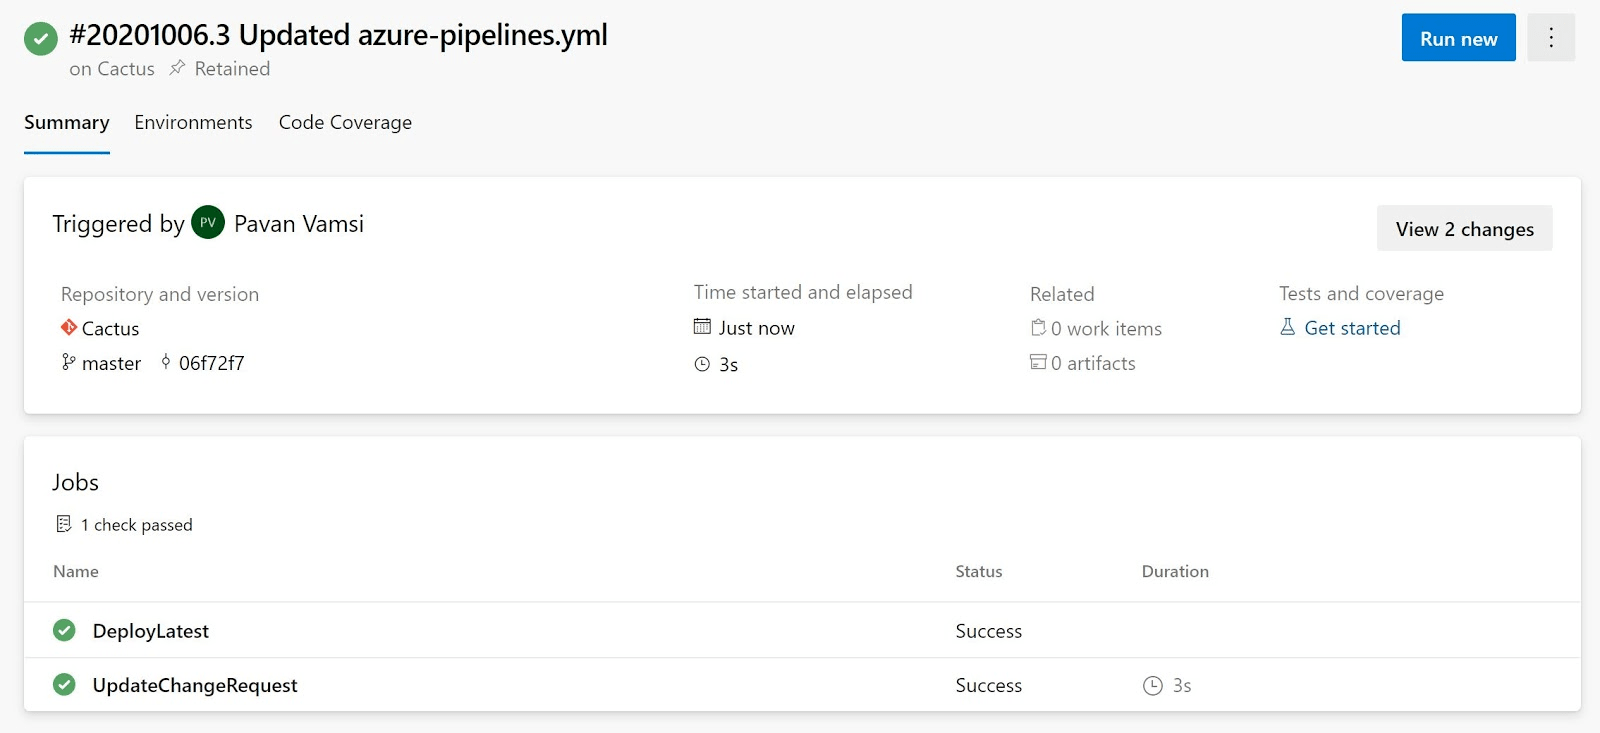 #20201006.3 Updated azure-pipelines.yml
on Cactus Retained
Run new
Summary Environments Code Coverage
Triggered by PV Pavan Vamsi
View 2 changes
Repository and version Time started and elapsed Related Tests and coverage
Cactus Just now 0 work items Get started
master 06f72f7 3s 0 artifacts
Jobs
1 check passed
Name Status Duration
DeployLatest Success
UpdateChangeRequest Success 3s